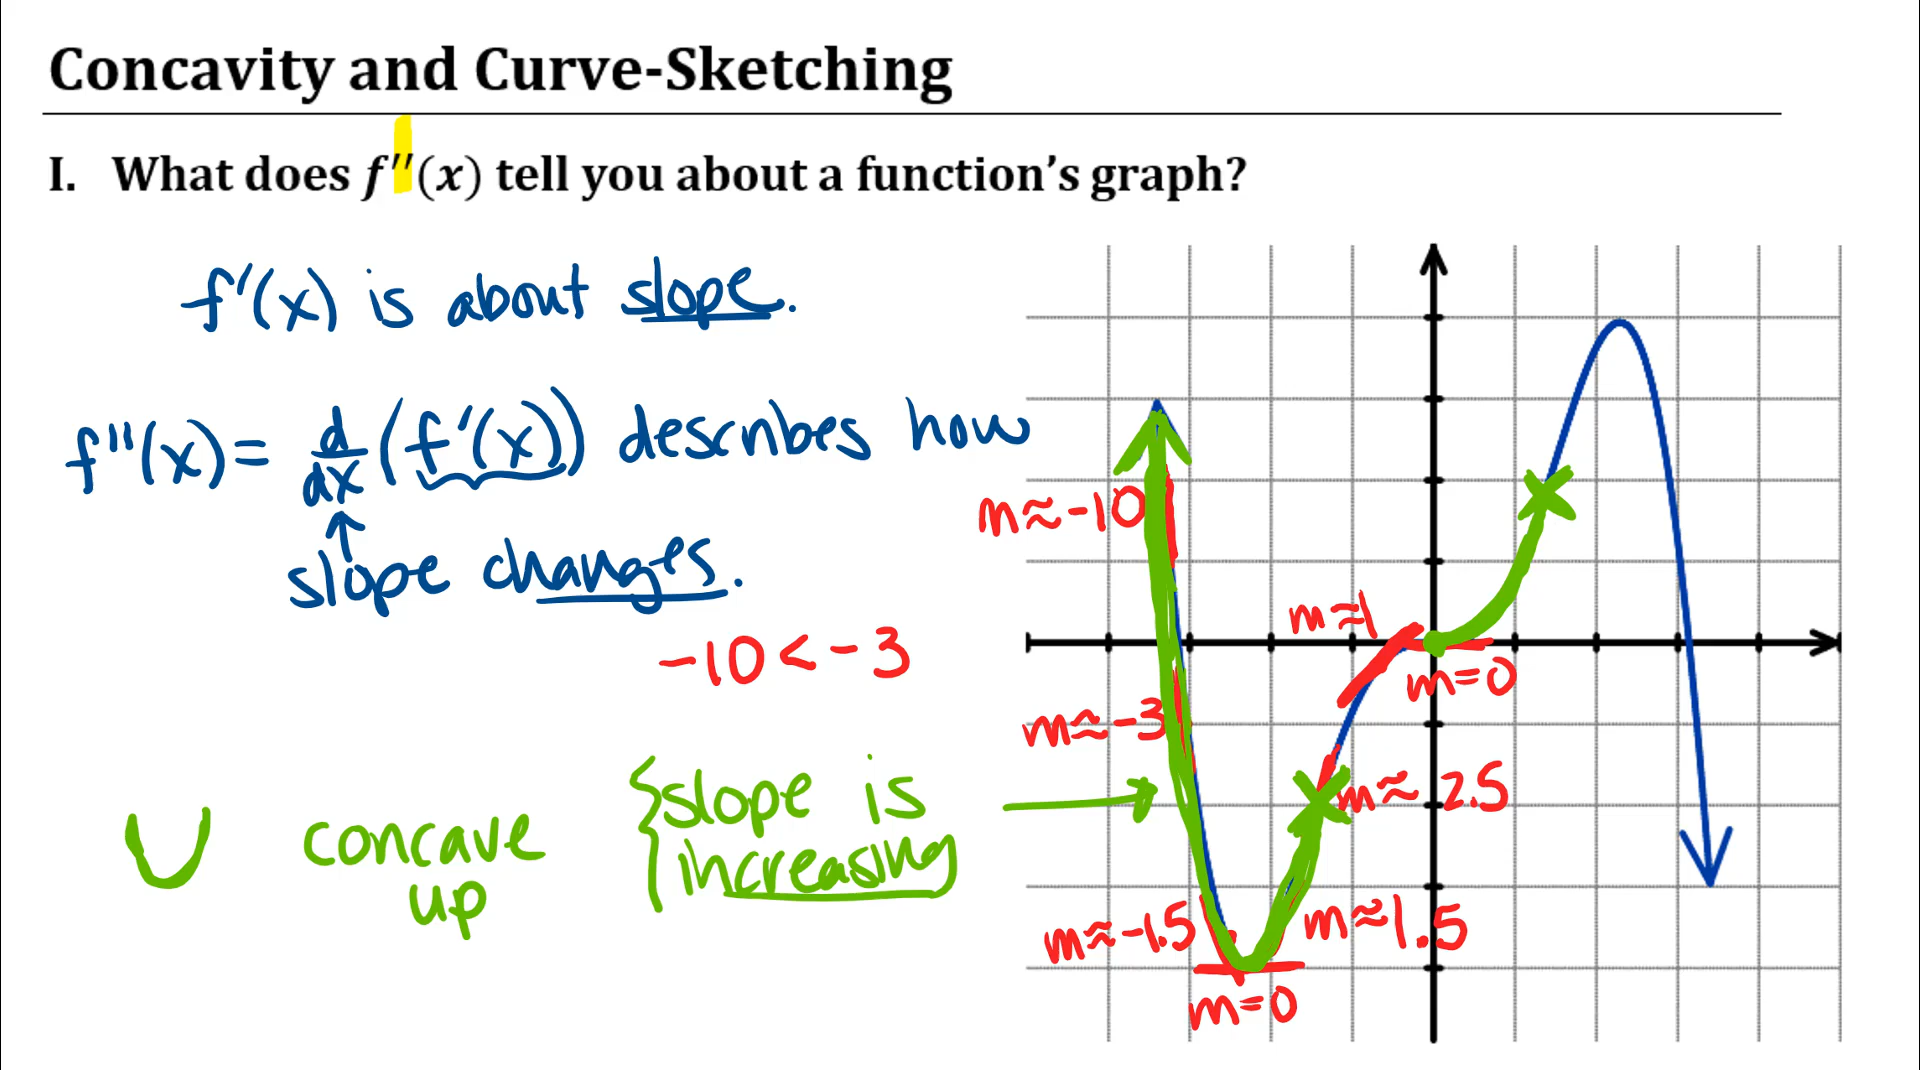 Concavity and Curve-Sketching
I. What does f''(x) tell you about a function's graph?
f'(x) is about slope.
f''(x) = d/dx (f'(x)) describes how
slope changes.
-10 < -3
concave
up
slope is
increasing
m≈-10
m≈1
m=0
m≈-3
m≈2.5
m≈-1.5
m≈1.5
m=0